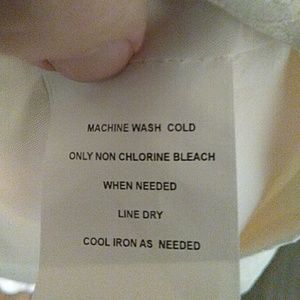 MACHINE WASH COLD
ONLY NON CHLORINE BLEACH
WHEN NEEDED
LINE DRY
COOL IRON AS NEEDED